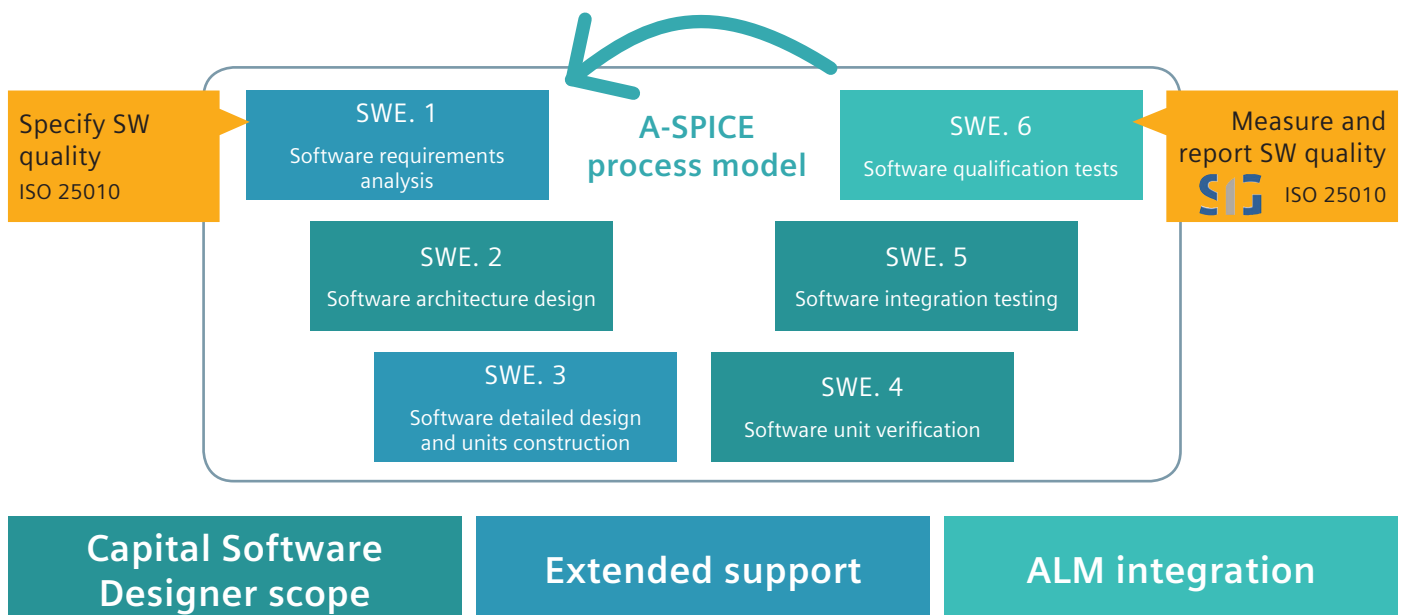 Specify SW
quality
ISO 25010
SWE. 1
Software requirements
analysis
A-SPICE
process model
SWE. 6
Software qualification tests
Measure and
report SW quality
SIG ISO 25010
SWE. 2
Software architecture design
SWE. 5
Software integration testing
SWE. 3
Software detailed design
and units construction
SWE. 4
Software unit verification
Capital Software
Designer scope
Extended support
ALM integration